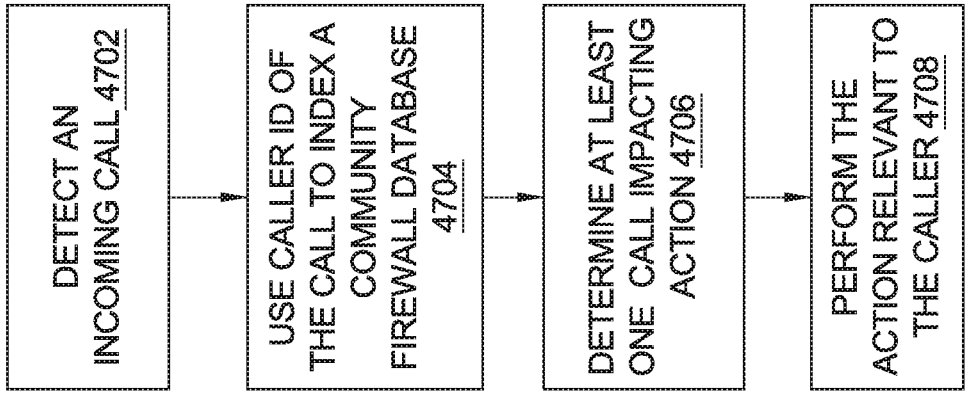 DETECT AN
INCOMING CALL 4702
USE CALLER ID OF
THE CALL TO INDEX A
COMMUNITY
FIREWALL DATABASE
4704
DETERMINE AT LEAST
ONE CALL IMPACTING
ACTION 4706
PERFORM THE
ACTION RELEVANT TO
THE CALLER 4708